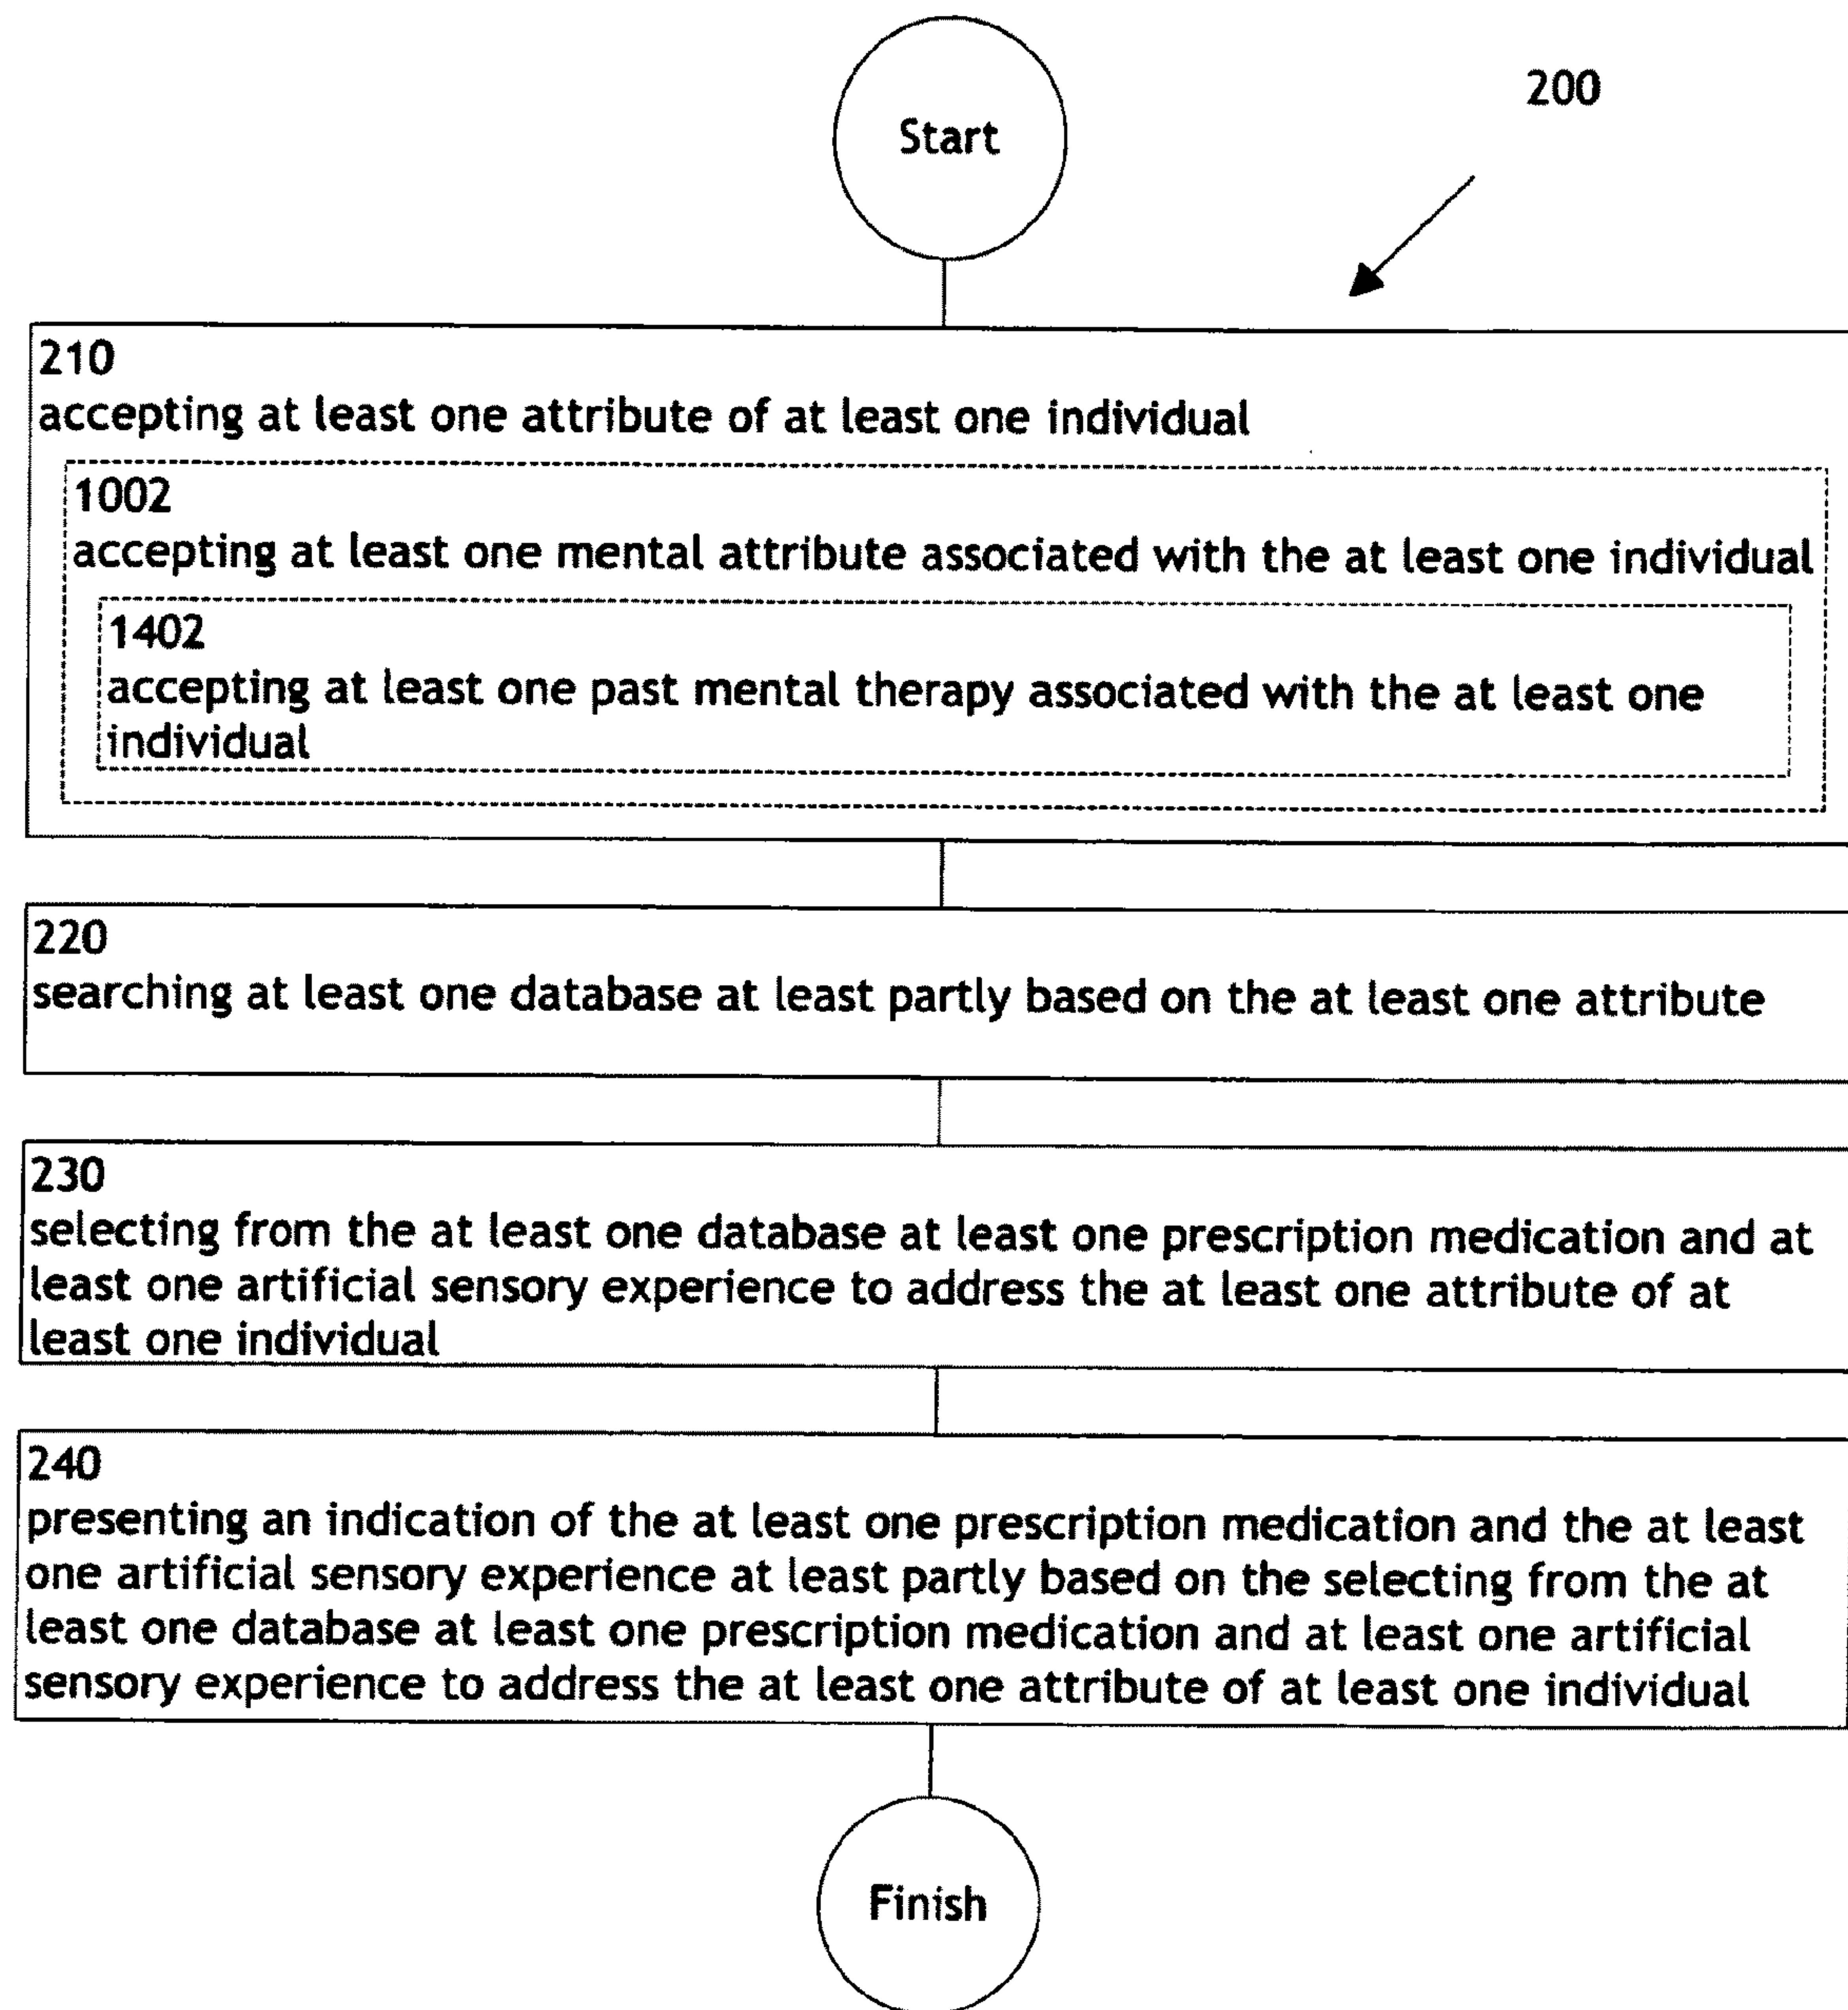 Start
200
210
accepting at least one attribute of at least one individual
1002
accepting at least one mental attribute associated with the at least one individual
1402
accepting at least one past mental therapy associated with the at least one
individual
220
searching at least one database at least partly based on the at least one attribute
230
selecting from the at least one database at least one prescription medication and at
least one artificial sensory experience to address the at least one attribute of at
least one individual
240
presenting an indication of the at least one prescription medication and the at least
one artificial sensory experience at least partly based on the selecting from the at
least one database at least one prescription medication and at least one artificial
sensory experience to address the at least one attribute of at least one individual
Finish